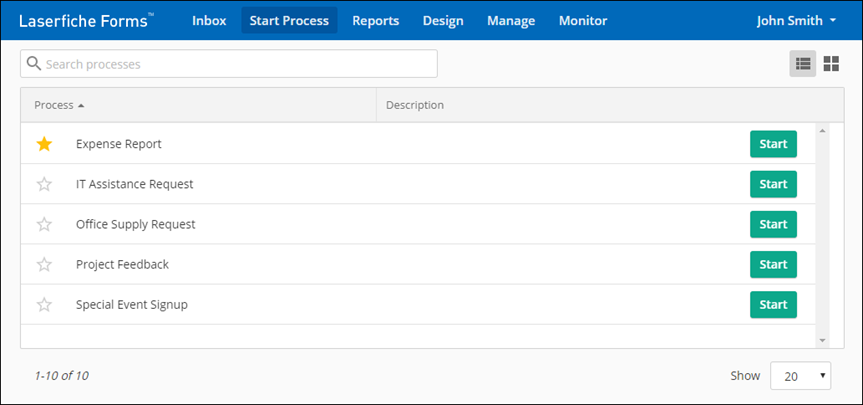 Laserfiche Forms™ Inbox Start Process Reports Design Manage Monitor John Smith
Search processes
Process Description
Expense Report Start
IT Assistance Request Start
Office Supply Request Start
Project Feedback Start
Special Event Signup Start
1-10 of 10 Show 20